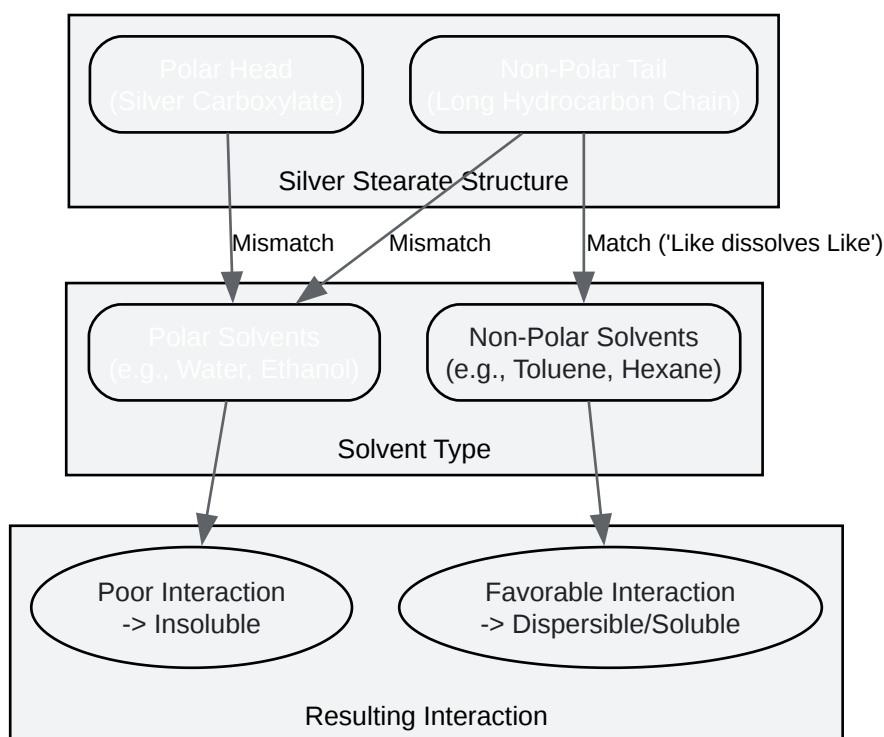 Polar Head
(Silver Carboxylate)
Non-Polar Tail
(Long Hydrocarbon Chain)
Silver Stearate Structure
Mismatch
Mismatch
Match ('Like dissolves Like')
Polar Solvents
(e.g., Water, Ethanol)
Non-Polar Solvents
(e.g., Toluene, Hexane)
Solvent Type
Poor Interaction
-> Insoluble
Favorable Interaction
-> Dispersible/Soluble
Resulting Interaction